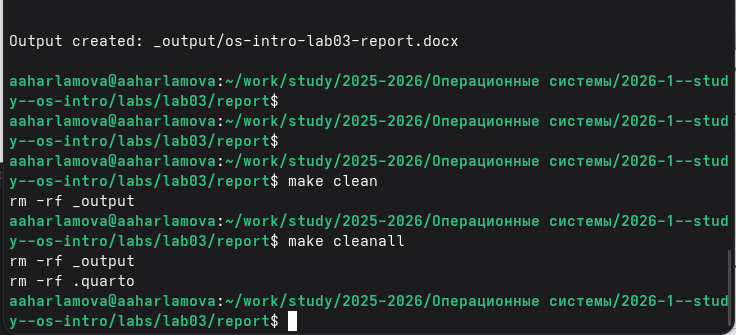 Output created: _output/os-intro-lab03-report.docx
aaharlamova@aaharlamova:~/work/study/2025-2026/Операционные системы/2026-1--stud
y--os-intro/labs/lab03/report$
aaharlamova@aaharlamova:~/work/study/2025-2026/Операционные системы/2026-1--stud
y--os-intro/labs/lab03/report$
aaharlamova@aaharlamova:~/work/study/2025-2026/Операционные системы/2026-1--stud
y--os-intro/labs/lab03/report$ make clean
rm -rf _output
aaharlamova@aaharlamova:~/work/study/2025-2026/Операционные системы/2026-1--stud
y--os-intro/labs/lab03/report$ make cleanall
rm -rf _output
rm -rf .quarto
aaharlamova@aaharlamova:~/work/study/2025-2026/Операционные системы/2026-1--stud
y--os-intro/labs/lab03/report$